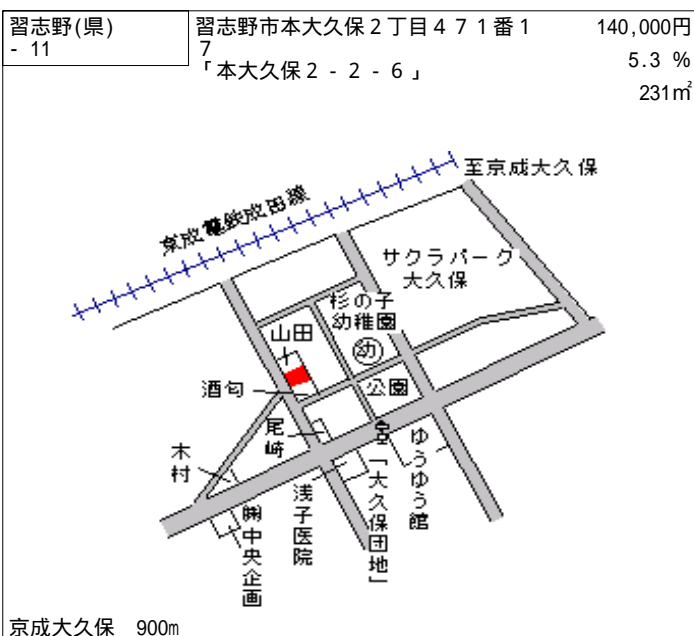 習志野(県)
- 11
習志野市本大久保２丁目４７１番１
７
「本大久保２－２－６」
140,000円
5.3 %
231㎡
至京成大久保
京成電鉄成田線
サクラパーク
大久保
杉の子
幼稚園
幼
山田
酒匂
公園
尾崎
木村
㈱中央企画
浅子医院
「大久保団地」
ゆうゆう館
京成大久保　900m